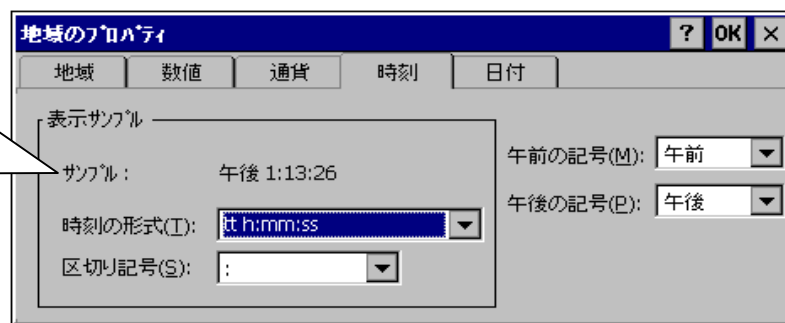 地域のﾌﾟﾛﾊﾟﾃｨ ? OK ×
地域 数値 通貨 時刻 日付
表示ｻﾝﾌﾟﾙ
ｻﾝﾌﾟﾙ： 午後 1:13:26
時刻の形式(T): tt h:mm:ss
区切り記号(S): :
午前の記号(M): 午前
午後の記号(P): 午後